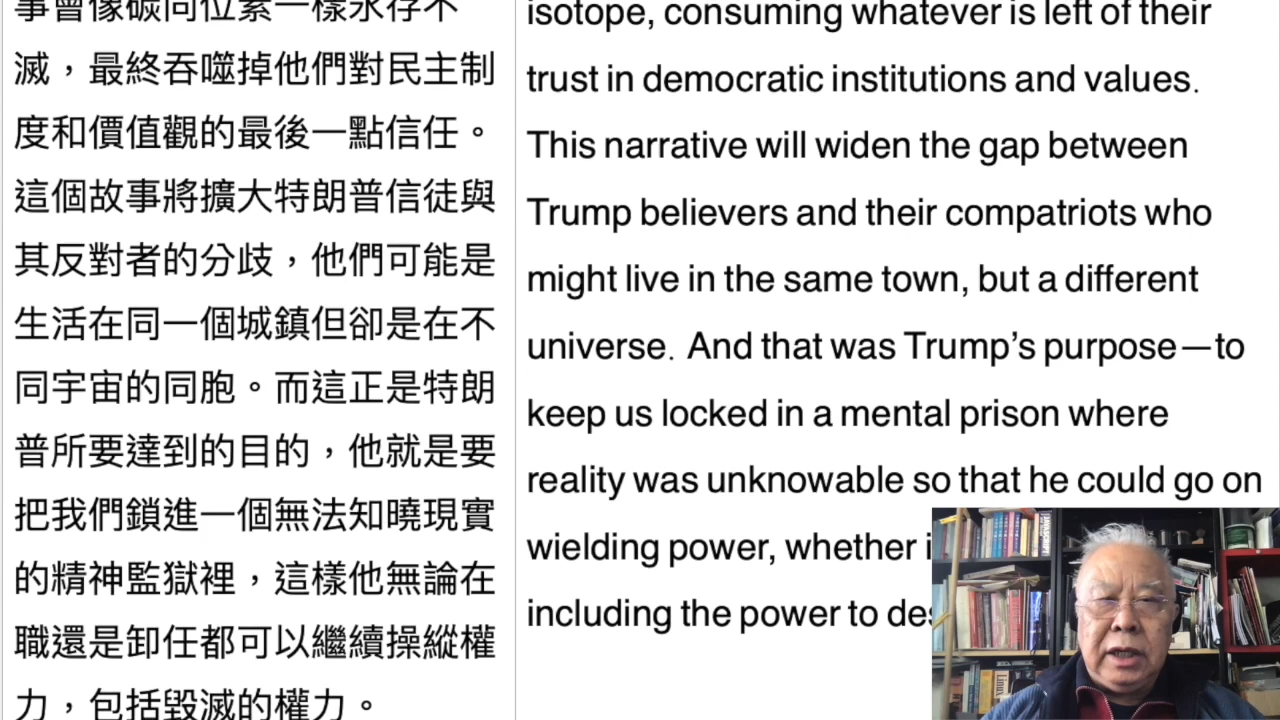 事會像碳同位素一樣永存不
滅，最終吞噬掉他們對民主制
度和價值觀的最後一點信任。
這個故事將擴大特朗普信徒與
其反對者的分歧，他們可能是
生活在同一個城鎮但卻是在不
同宇宙的同胞。而這正是特朗
普所要達到的目的，他就是要
把我們鎖進一個無法知曉現實
的精神監獄裡，這樣他無論在
職還是卸任都可以繼續操縱權
力，包括毀滅的權力。
isotope, consuming whatever is left of their
trust in democratic institutions and values.
This narrative will widen the gap between
Trump believers and their compatriots who
might live in the same town, but a different
universe. And that was Trump’s purpose—to
keep us locked in a mental prison where
reality was unknowable so that he could go on
wielding power, whether i
including the power to des